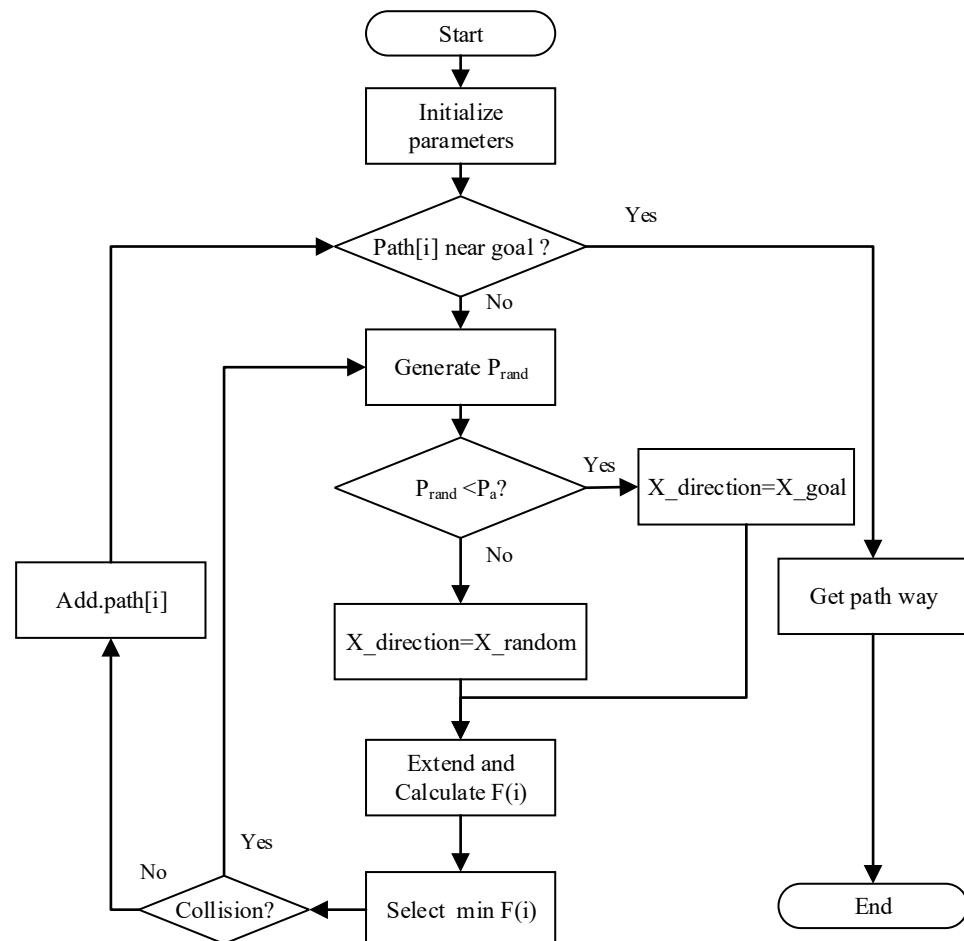 Start
Initialize
parameters
Yes
Path[i] near goal ?
No
Generate P_rand
Yes
P_rand <P_a?
X_direction=X_goal
No
Add.path[i]
Get path way
X_direction=X_random
Extend and
Calculate F(i)
Yes
No
Collision?
Select min F(i)
End